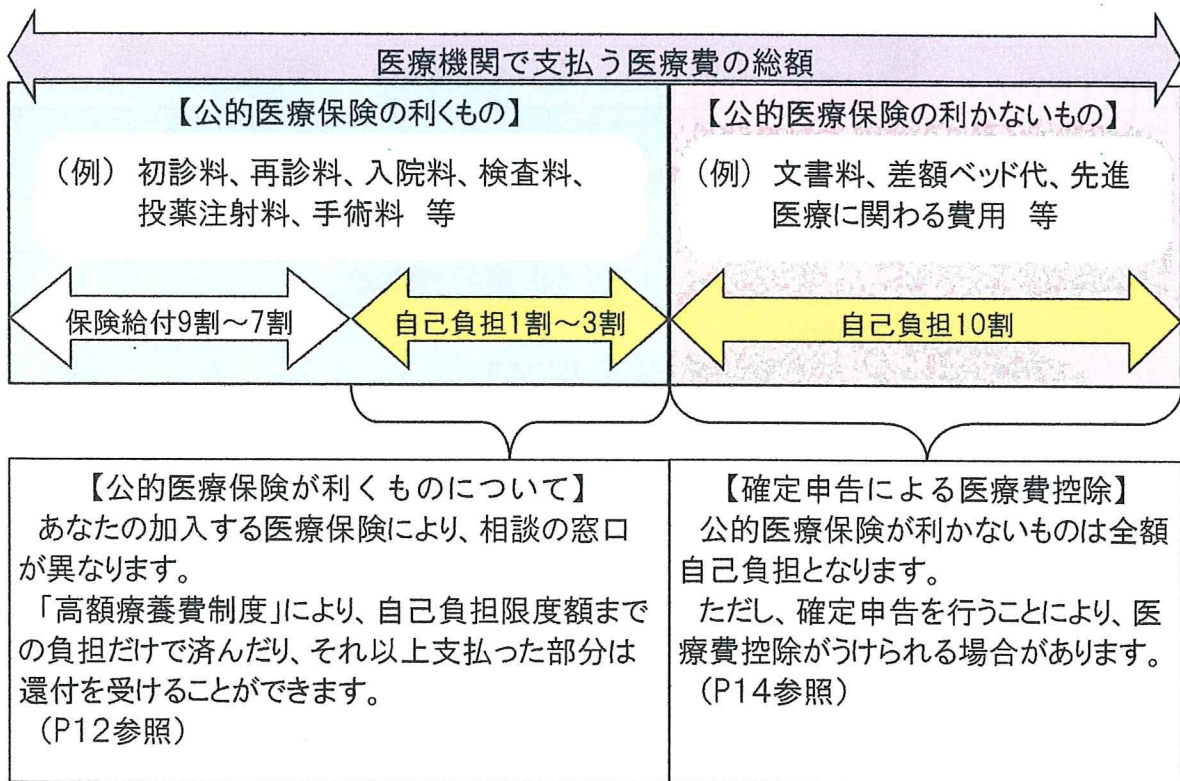 医療機関で支払う医療費の総額
【公的医療保険の利くもの】
(例) 初診料、再診料、入院料、検査料、
投薬注射料、手術料 等
【公的医療保険の利かないもの】
(例) 文書料、差額ベッド代、先進
医療に関わる費用 等
保険給付9割～7割
自己負担1割～3割
自己負担10割
【公的医療保険が利くものについて】
あなたの加入する医療保険により、相談の窓口
が異なります。
「高額療養費制度」により、自己負担限度額まで
の負担だけで済んだり、それ以上支払った部分は
還付を受けることができます。
(P12参照)
【確定申告による医療費控除】
公的医療保険が利かないものは全額
自己負担となります。
ただし、確定申告を行うことにより、医
療費控除がうけられる場合があります。
(P14参照)